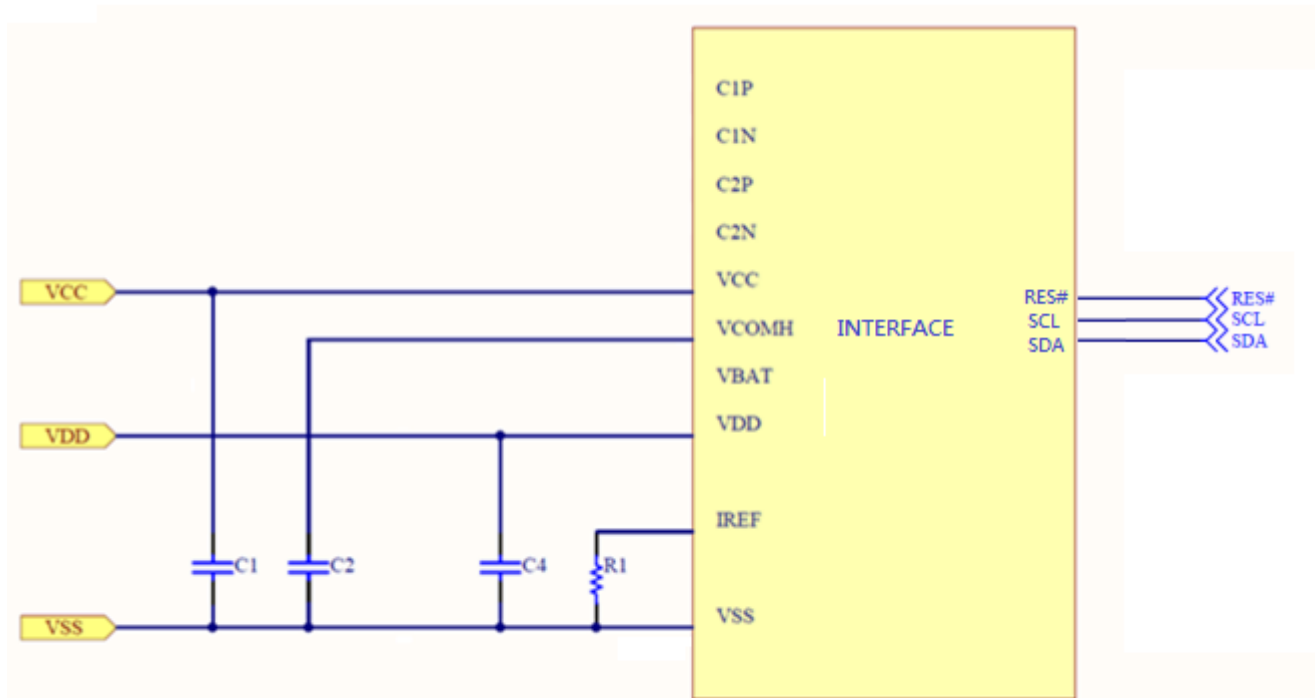 C1P
C1N
C2P
C2N
VCC
VCC
RES#
RES#
VCOMH
INTERFACE
SCL
SCL
SDA
SDA
VBAT
VDD
VDD
IREF
C1
C2
C4
R1
VSS
VSS